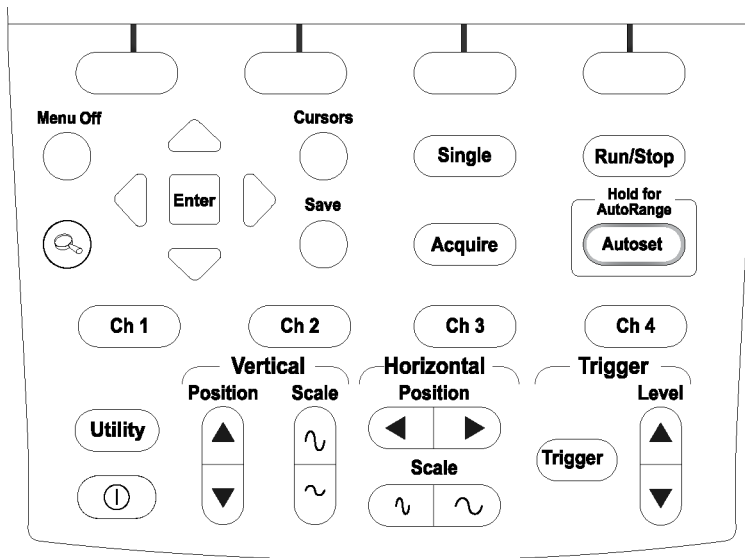 Menu Off
Cursors
Single
Run/Stop
Enter
Save
Hold for
AutoRange
Acquire
Autoset
Ch 1
Ch 2
Ch 3
Ch 4
Vertical
Horizontal
Trigger
Position
Scale
Position
Level
Utility
Trigger
Scale